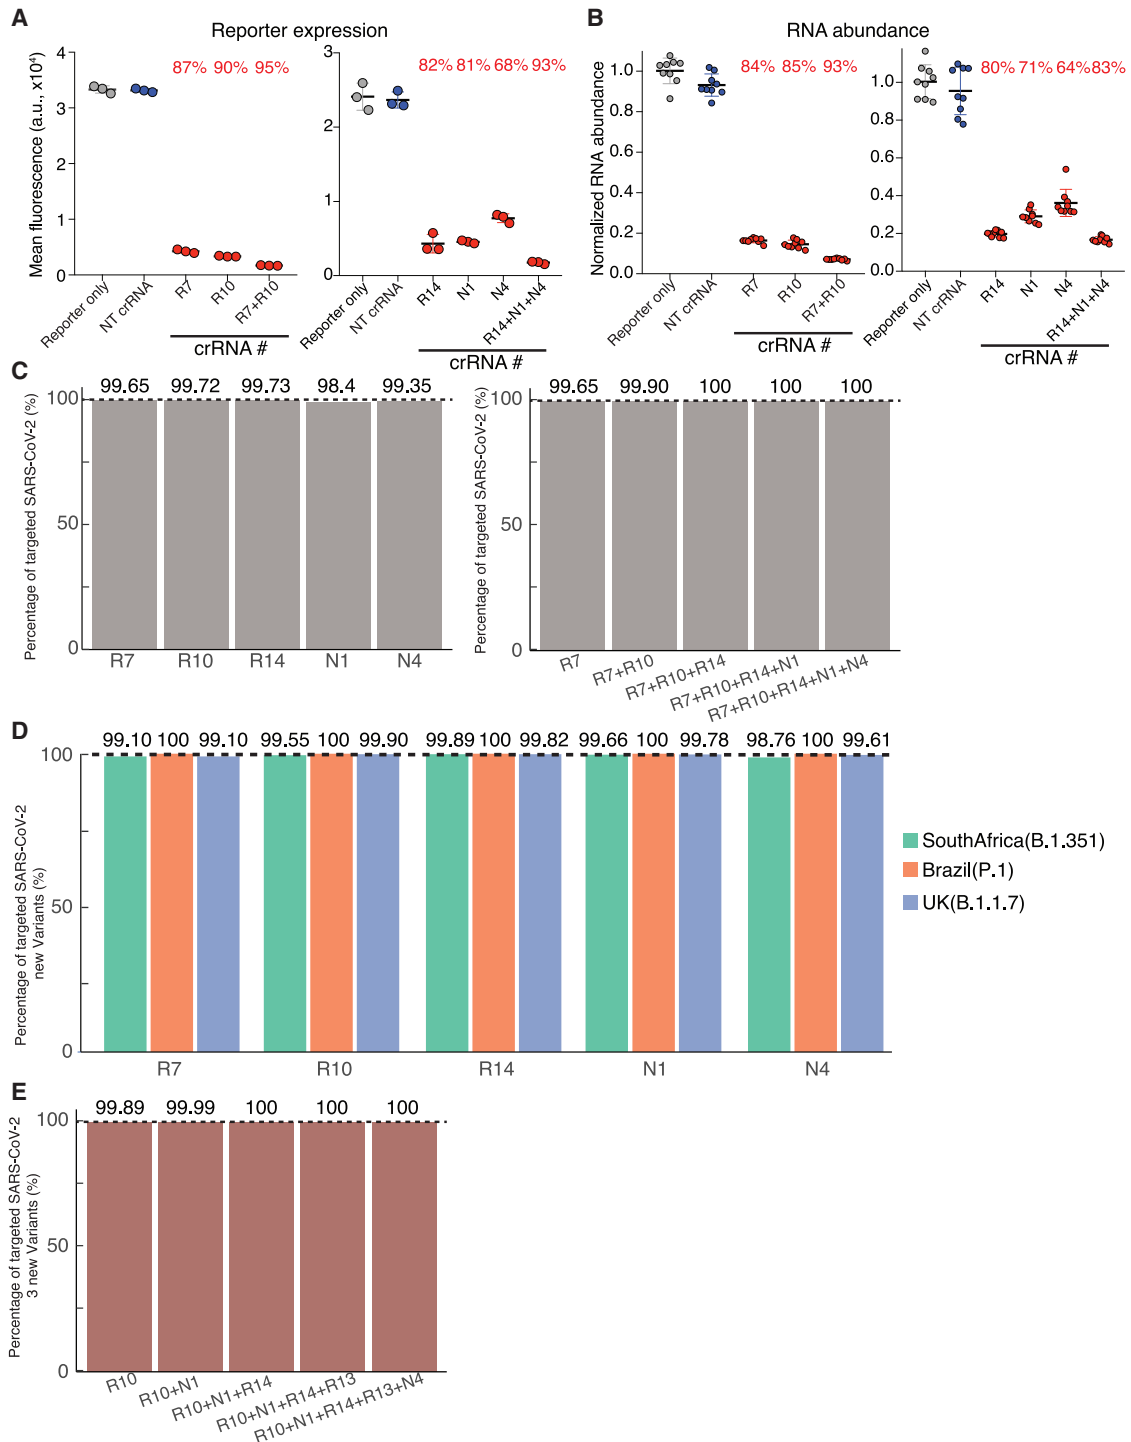 A
Reporter expression
Mean fluorescence (a.u., x10⁴)
4
3
2
1
0
87% 90% 95%
Reporter only
NT crRNA
R7
R10
R7+R10
crRNA #
3
2
1
0
82% 81% 68% 93%
Reporter only
NT crRNA
R14
N1
N4
R14+N1+N4
crRNA #
B
RNA abundance
Normalized RNA abundance
1.0
0.8
0.6
0.4
0.2
0.0
84% 85% 93%
Reporter only
NT crRNA
R7
R10
R7+R10
crRNA #
1.0
0.8
0.6
0.4
0.2
0.0
80% 71% 64% 83%
Reporter only
NT crRNA
R14
N1
N4
R14+N1+N4
crRNA #
C
Percentage of targeted SARS-CoV-2 (%)
100
50
0
99.65 99.72 99.73 98.4 99.35
R7 R10 R14 N1 N4
Percentage of targeted SARS-CoV-2 (%)
100
50
0
99.65 99.90 100 100 100
R7
R7+R10
R7+R10+R14
R7+R10+R14+N1
R7+R10+R14+N1+N4
D
Percentage of targeted SARS-CoV-2
new Variants (%)
100
50
0
99.10 100 99.10 99.55 100 99.90 99.89 100 99.82 99.66 100 99.78 98.76 100 99.61
R7 R10 R14 N1 N4
SouthAfrica(B.1.351)
Brazil(P.1)
UK(B.1.1.7)
E
Percentage of targeted SARS-CoV-2
3 new Variants (%)
100
50
0
99.89 99.99 100 100 100
R10
R10+N1
R10+N1+R14
R10+N1+R14+R13
R10+N1+R14+R13+N4